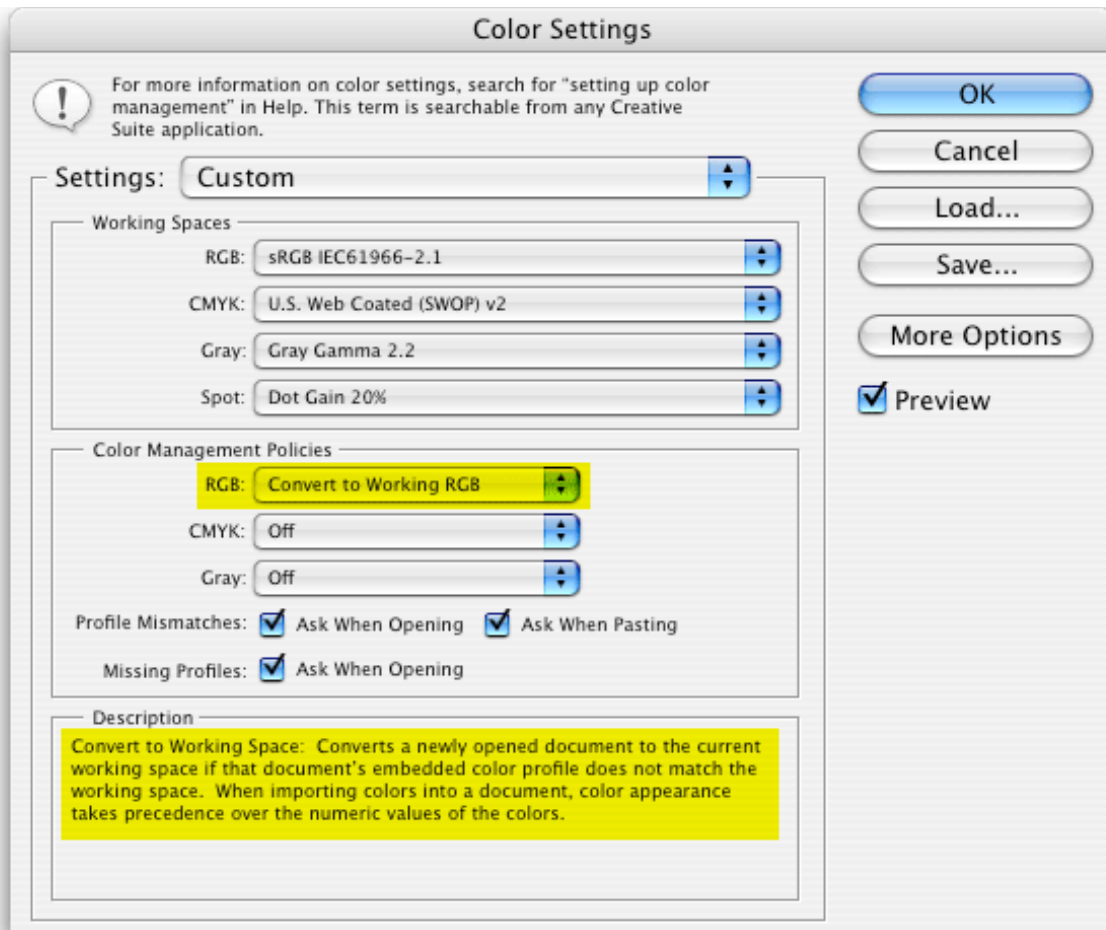 Color Settings
For more information on color settings, search for “setting up color
management” in Help. This term is searchable from any Creative
Suite application.
OK
Cancel
Load...
Save...
More Options
Preview
Settings: Custom
Working Spaces
RGB: sRGB IEC61966-2.1
CMYK: U.S. Web Coated (SWOP) v2
Gray: Gray Gamma 2.2
Spot: Dot Gain 20%
Color Management Policies
RGB: Convert to Working RGB
CMYK: Off
Gray: Off
Profile Mismatches: Ask When Opening Ask When Pasting
Missing Profiles: Ask When Opening
Description
Convert to Working Space: Converts a newly opened document to the current
working space if that document’s embedded color profile does not match the
working space. When importing colors into a document, color appearance
takes precedence over the numeric values of the colors.